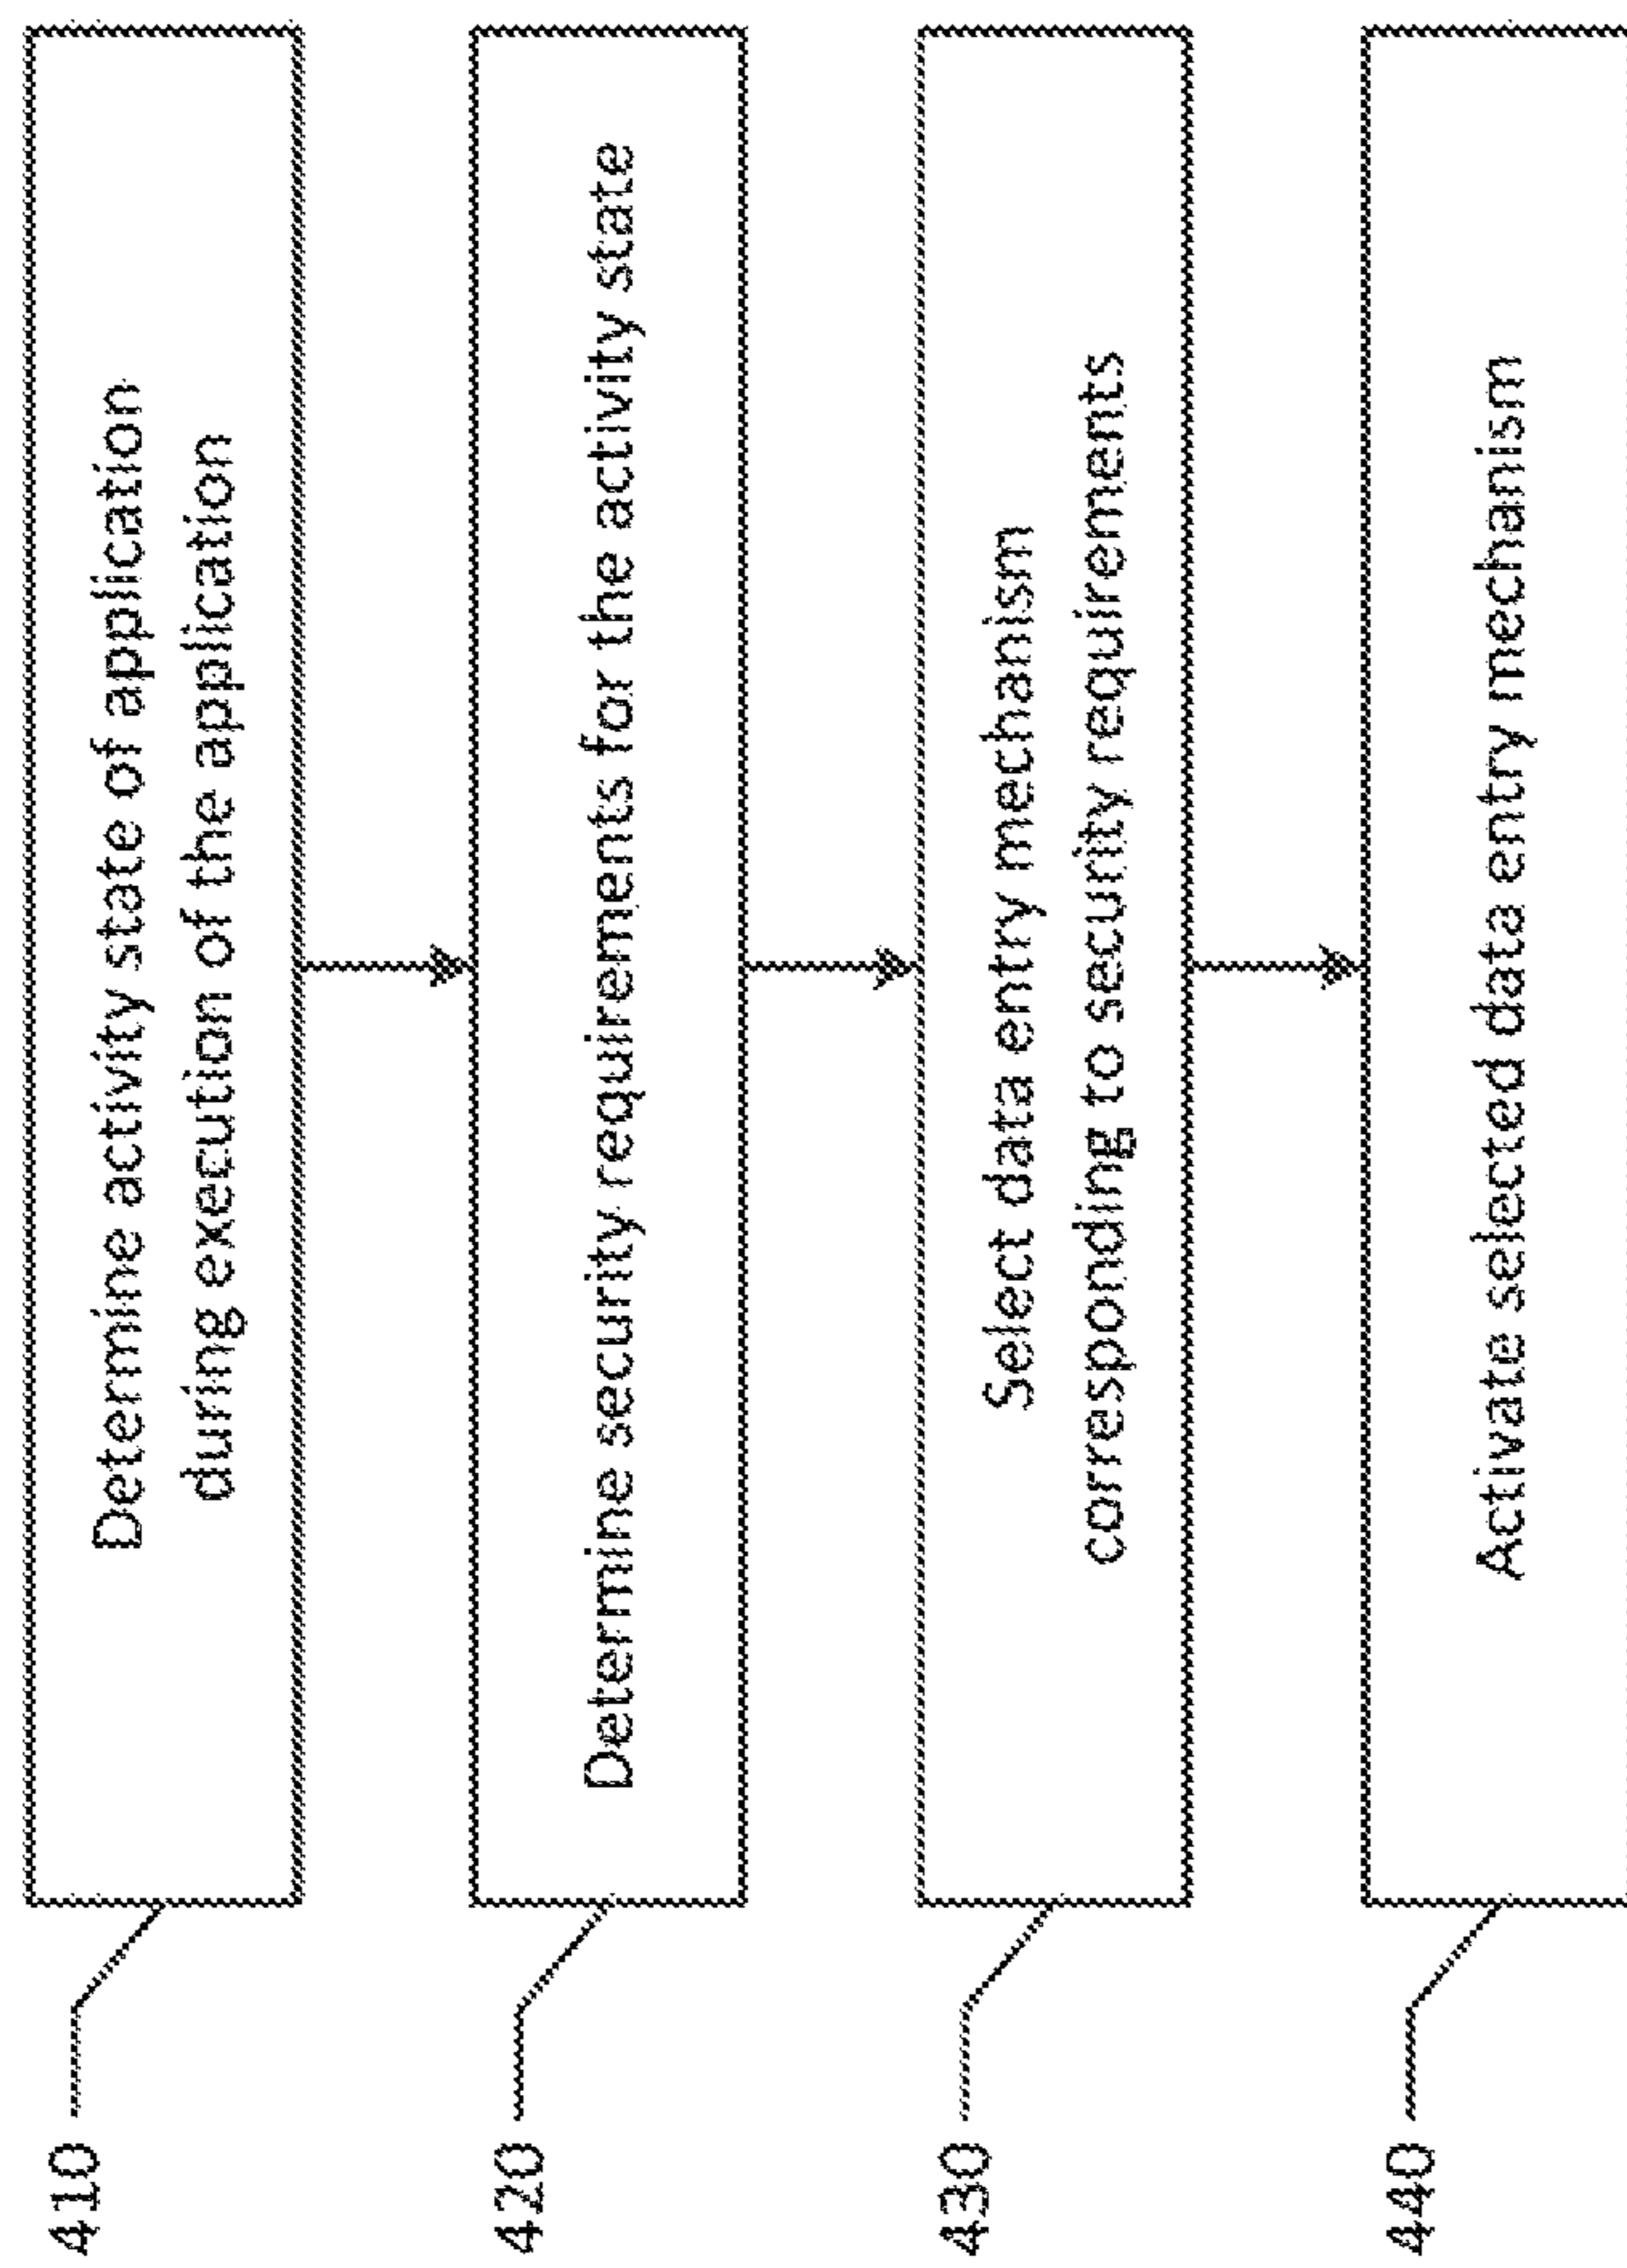 410
Determine activity state of application
during execution of the application
420
Determine security requirements for the activity state
430
Select data entry mechanism
corresponding to security requirements
440
Activate selected data entry mechanism